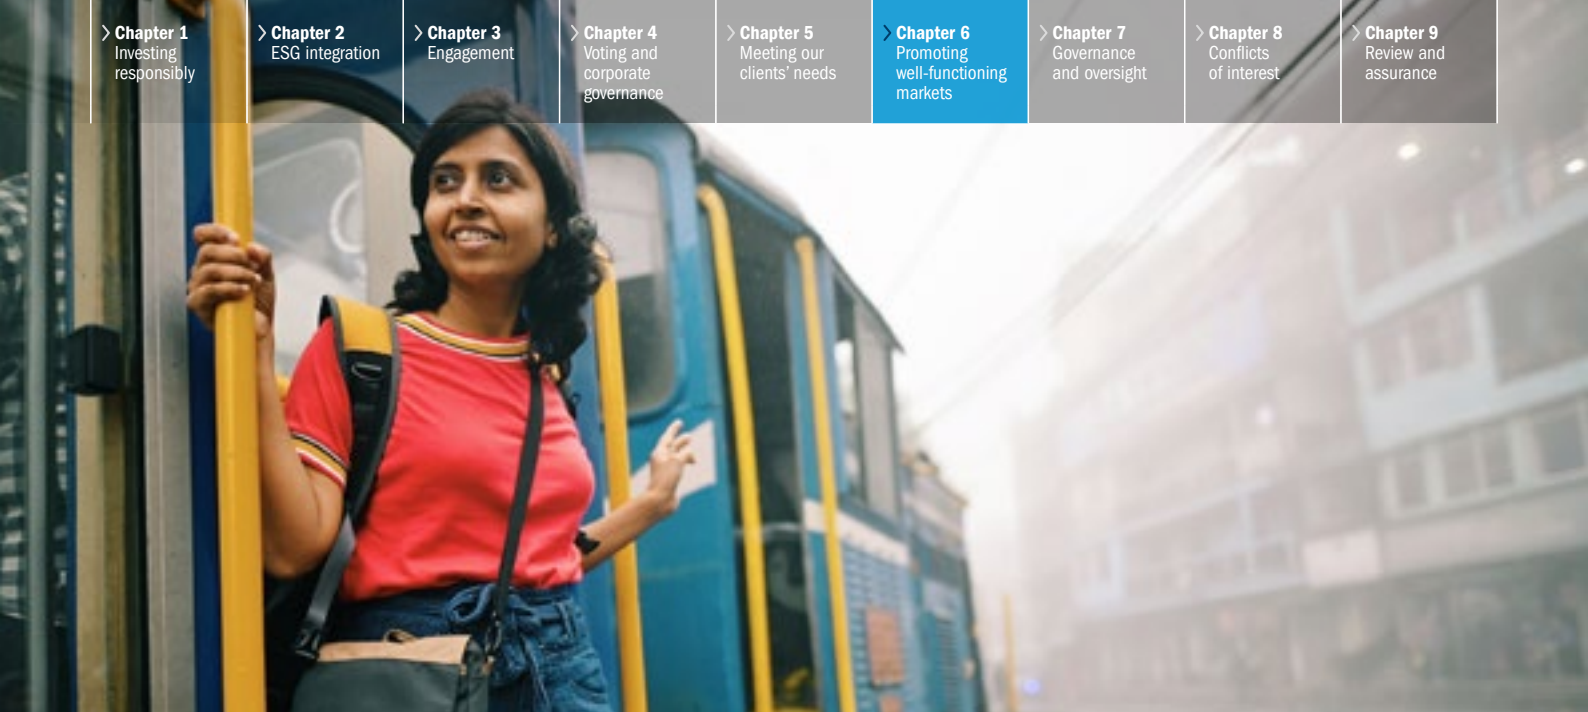 Chapter 1
Investing
responsibly
Chapter 2
ESG integration
Chapter 3
Engagement
Chapter 4
Voting and
corporate
governance
Chapter 5
Meeting our
clients’ needs
Chapter 6
Promoting
well-functioning
markets
Chapter 7
Governance
and oversight
Chapter 8
Conflicts
of interest
Chapter 9
Review and
assurance